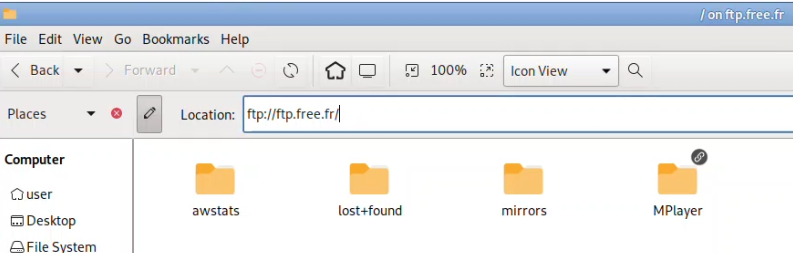 / on ftp.free.fr
File Edit View Go Bookmarks Help
Back Forward 100% Icon View
Places Location: ftp://ftp.free.fr/
Computer
awstats lost+found mirrors MPlayer
user
Desktop
File System